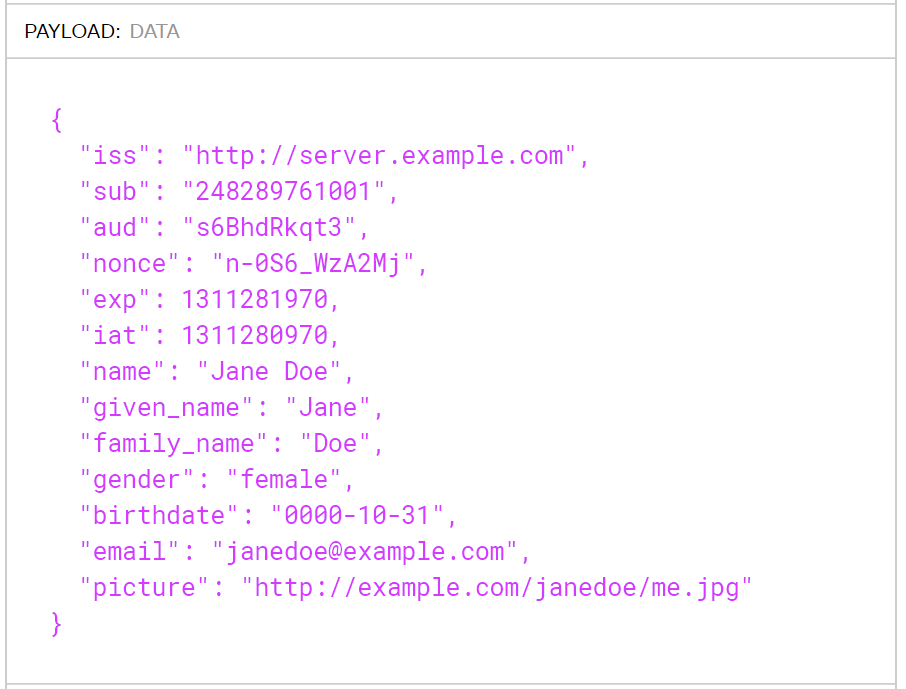 PAYLOAD: DATA
{
"iss": "http://server.example.com",
"sub": "248289761001",
"aud": "s6BhdRkqt3",
"nonce": "n-0S6_WzA2Mj",
"exp": 1311281970,
"iat": 1311280970,
"name": "Jane Doe",
"given_name": "Jane",
"family_name": "Doe",
"gender": "female",
"birthdate": "0000-10-31",
"email": "janedoe@example.com",
"picture": "http://example.com/janedoe/me.jpg"
}